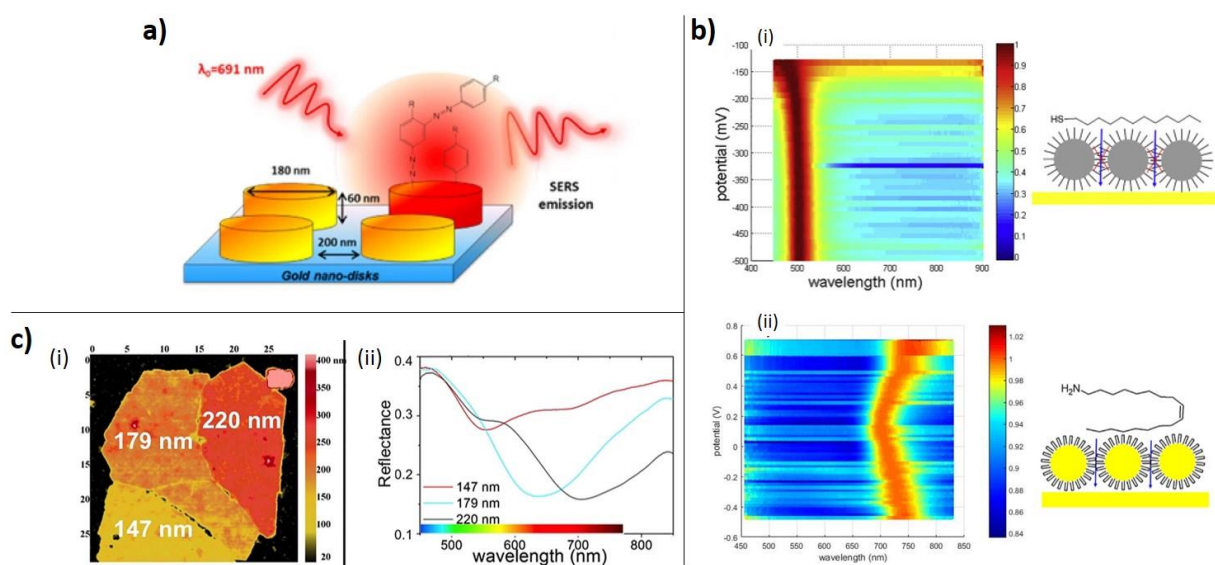 a)
λ₀=691 nm
R
N
N
R
R
N
N
180 nm
60 nm
200 nm
SERS
emission
Gold nano-disks
b)
(i)
-100
-150
-200
-250
-300
-350
-400
-450
-500
potential (mV)
400
500
600
700
800
900
wavelength (nm)
1
0.9
0.8
0.7
0.6
0.5
0.4
0.3
0.2
0.1
0
HS
(ii)
0.8
0.6
0.4
0.2
0
-0.2
-0.4
-0.6
potential (V)
450 500 550 600 650 700 750 800 850
wavelength (nm)
1.02
1
0.98
0.96
0.94
0.92
0.9
0.88
0.86
0.84
H₂N
c)
(i)
0 5 10 15 20 25
0
5
10
15
20
25
179 nm
220 nm
147 nm
400 nm
350
300
250
200
150
100
20
(ii)
0.4
0.3
0.2
0.1
Reflectance
147 nm
179 nm
220 nm
500 600 700 800
wavelength (nm)